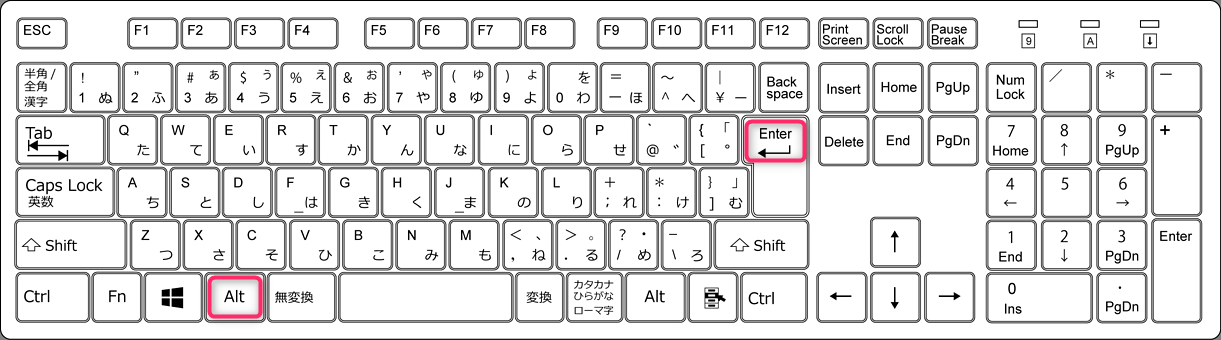 ESC F1 F2 F3 F4 F5 F6 F7 F8 F9 F10 F11 F12 Print Screen Scroll Lock Pause Break 9 A ⬇
半角 /
全角
漢字
! 1 ぬ
” 2 ふ
# ぁ 3 あ
$ ぅ 4 う
% ぇ 5 え
& ぉ 6 お
’ ゃ 7 や
( ゅ 8 ゆ
) ょ 9 よ
を 0 わ
= ー ほ
～ ^ へ
| ¥ ー
Back
space
Insert Home PgUp
Num
Lock
／ ＊ ー
Tab
Q た
W て
E い
R す
T か
Y ん
U な
I に
O ら
P せ
` @ ゛
{ 「 [ °
Enter
Delete End PgDn
7 Home
8 ↑
9 PgUp
+
Caps Lock
英数
A ち
S と
D し
F _は
G き
H く
J _ま
K の
L り
+ ; れ
* : け
} 」 ] む
4 ←
5
6 →
⇧ Shift
Z つ
X さ
C そ
V ひ
B こ
N み
M も
< 、 , ね
> 。 . る
? ・ / め
_ \ ろ
⇧ Shift
↑
1 End
2 ↓
3 PgDn
Enter
Ctrl Fn Alt 無変換 変換
カタカナ
ひらがな
ローマ字
Alt Ctrl ← ↓ →
0 Ins
. PgDn